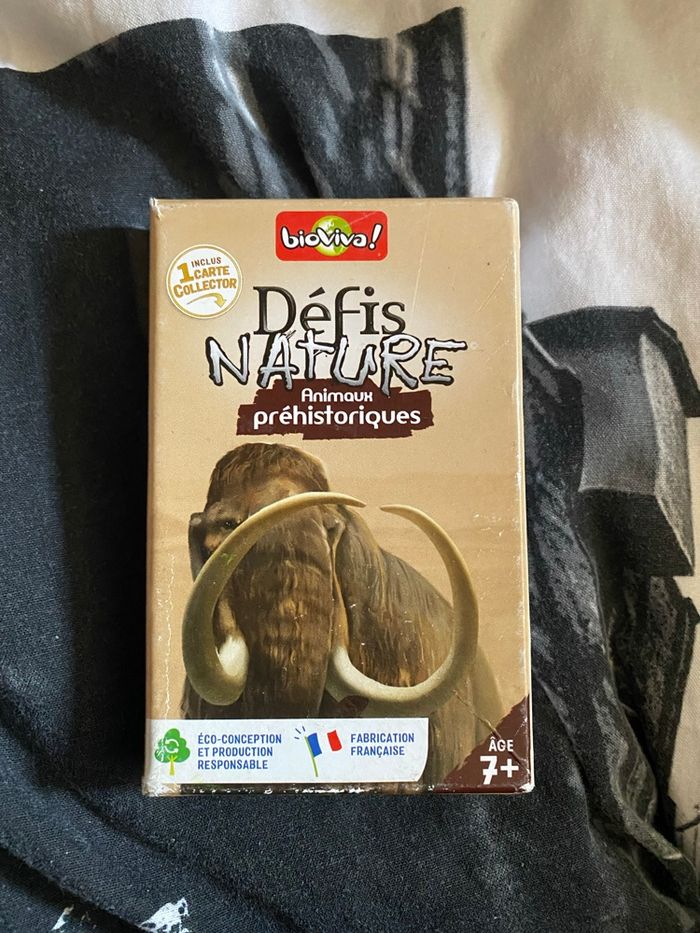 bioviva!
INCLUS
1 CARTE
COLLECTOR
Défis
NATURE
Animaux
préhistoriques
ÉCO-CONCEPTION
ET PRODUCTION
RESPONSABLE
FABRICATION
FRANÇAISE
ÂGE
7+